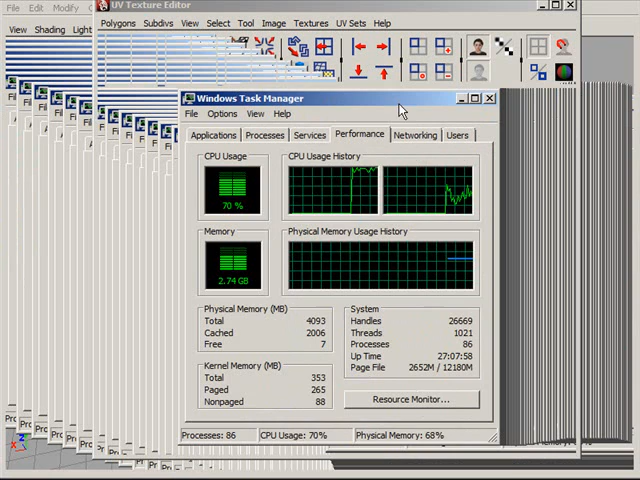 UV Texture Editor
File Edit Modify
Polygons Subdivs View Select Tool Image Textures UV Sets Help
View Shading
Windows Task Manager
File Options View Help
Applications Processes Services Performance Networking Users
CPU Usage CPU Usage History
70 %
Memory Physical Memory Usage History
2.74 GB
Physical Memory (MB) System
Total 4093 Handles 26669
Cached 2006 Threads 1021
Free 7 Processes 86
Up Time 27:07:58
Kernel Memory (MB) Page File 2652M / 12180M
Total 353
Paged 265
Nonpaged 88 Resource Monitor...
Processes: 86 CPU Usage: 70% Physical Memory: 68%